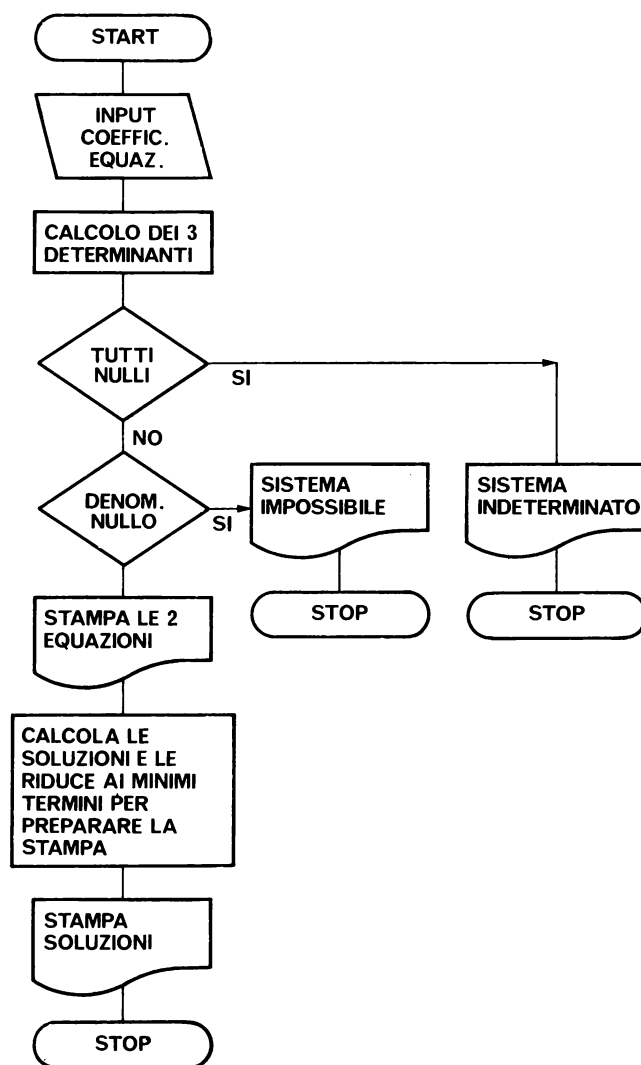 START
INPUT
COEFFIC.
EQUAZ.
CALCOLO DEI 3
DETERMINANTI
TUTTI
NULLI
SI
NO
DENOM.
NULLO
SI
SISTEMA
IMPOSSIBILE
STOP
SISTEMA
INDETERMINATO
STOP
STAMPA LE 2
EQUAZIONI
CALCOLA LE
SOLUZIONI E LE
RIDUCE AI MINIMI
TERMINI PER
PREPARARE LA
STAMPA
STAMPA
SOLUZIONI
STOP